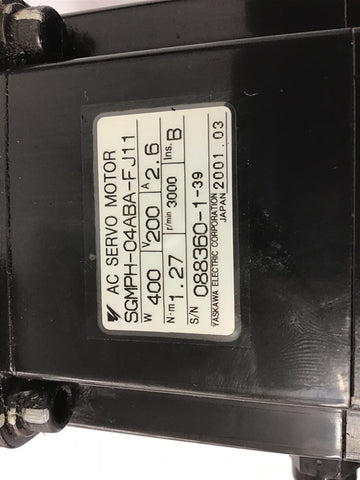 AC SERVO MOTOR
SGMPH-04ABA-FJ11
W 400 V 200 A 2.6
N·m 1.27 r/min 3000 Ins. B
S/N 088360-1-39
YASKAWA ELECTRIC CORPORATION
JAPAN 2001.03